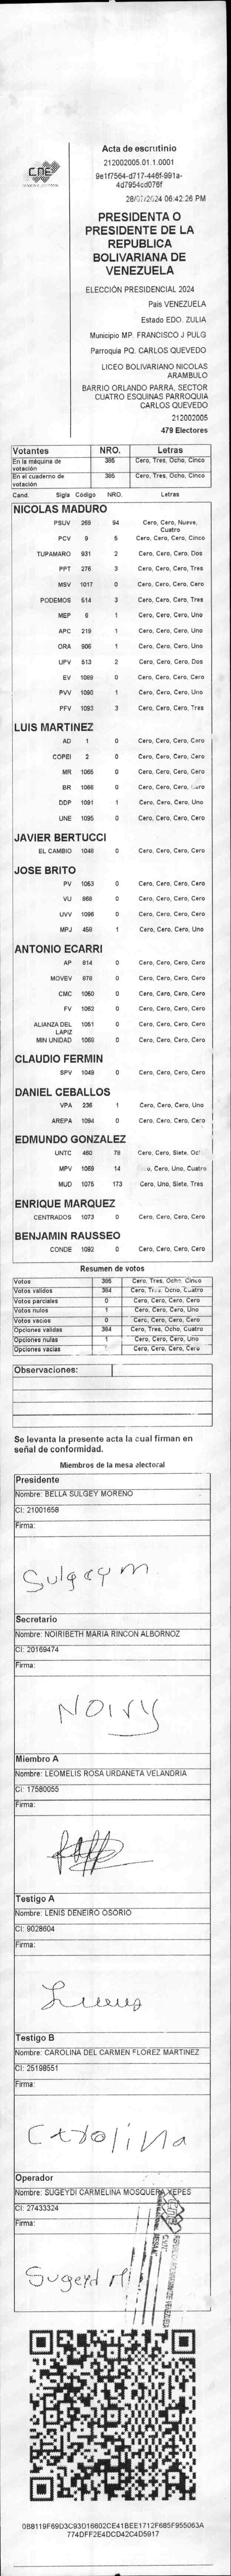 Acta de escrutinio
212002005.01.1.0001
9e1f7564-d717-446f-991a-
4d7954cd076f
28/07/2024 06:42:26 PM
CNE
PRESIDENTA O
PRESIDENTE DE LA
REPUBLICA
BOLIVARIANA DE
VENEZUELA
ELECCIÓN PRESIDENCIAL 2024
Pais VENEZUELA
Estado EDO. ZULIA
Municipio MP. FRANCISCO J PULG
Parroquia PQ. CARLOS QUEVEDO
LICEO BOLIVARIANO NICOLAS
ARAMBULO
BARRIO ORLANDO PARRA, SECTOR
CUATRO ESQUINAS PARROQUIA
CARLOS QUEVEDO
212002005
479 Electores
Votantes NRO. Letras
En la máquina de votación 385 Cero, Tres, Ocho, Cinco
En el cuaderno de votación 385 Cero, Tres, Ocho, Cinco
Cand. Sigla Código NRO. Letras
NICOLAS MADURO
PSUV 269 94 Cero, Cero, Nueve, Cuatro
PCV 9 5 Cero, Cero, Cero, Cinco
TUPAMARO 931 2 Cero, Cero, Cero, Dos
PPT 276 3 Cero, Cero, Cero, Tres
MSV 1017 0 Cero, Cero, Cero, Cero
PODEMOS 514 3 Cero, Cero, Cero, Tres
MEP 6 1 Cero, Cero, Cero, Uno
APC 219 1 Cero, Cero, Cero, Uno
ORA 906 1 Cero, Cero, Cero, Uno
UPV 513 2 Cero, Cero, Cero, Dos
EV 1089 0 Cero, Cero, Cero, Cero
PVV 1090 1 Cero, Cero, Cero, Uno
PFV 1093 3 Cero, Cero, Cero, Tres
LUIS MARTINEZ
AD 1 0 Cero, Cero, Cero, Cero
COPEI 2 0 Cero, Cero, Cero, Cero
MR 1065 0 Cero, Cero, Cero, Cero
BR 1066 0 Cero, Cero, Cero, Cero
DDP 1091 1 Cero, Cero, Cero, Uno
UNE 1095 0 Cero, Cero, Cero, Cero
JAVIER BERTUCCI
EL CAMBIO 1048 0 Cero, Cero, Cero, Cero
JOSE BRITO
PV 1053 0 Cero, Cero, Cero, Cero
VU 868 0 Cero, Cero, Cero, Cero
UVV 1096 0 Cero, Cero, Cero, Cero
MPJ 458 1 Cero, Cero, Cero, Uno
ANTONIO ECARRI
AP 814 0 Cero, Cero, Cero, Cero
MOVEV 878 0 Cero, Cero, Cero, Cero
CMC 1050 0 Cero, Cero, Cero, Cero
FV 1052 0 Cero, Cero, Cero, Cero
ALIANZA DEL LAPIZ 1051 0 Cero, Cero, Cero, Cero
MIN UNIDAD 1069 0 Cero, Cero, Cero, Cero
CLAUDIO FERMIN
SPV 1049 0 Cero, Cero, Cero, Cero
DANIEL CEBALLOS
VPA 236 1 Cero, Cero, Cero, Uno
AREPA 1094 0 Cero, Cero, Cero, Cero
EDMUNDO GONZALEZ
UNTC 460 78 Cero, Cero, Siete,
MPV 1059 14 Cero, Uno, Cuatro
MUD 1075 173 Cero, Uno, Siete, Tres
ENRIQUE MARQUEZ
CENTRADOS 1073 0 Cero, Cero, Cero, Cero
BENJAMIN RAUSSEO
CONDE 1092 0 Cero, Cero, Cero, Cero
Resumen de votos
Votos 385 Cero, Tres, Ocho, Cinco
Votos validos 384 Cero, Tres, Ocho, Cuatro
Votos parciales 0 Cero, Cero, Cero, Cero
Votos nulos 1 Cero, Cero, Cero, Uno
Votos vacios 0 Cero, Cero, Cero, Cero
Opciones validas 384 Cero, Tres, Ocho, Cuatro
Opciones nulas 1 Cero, Cero, Cero, Uno
Opciones vacias Cero, Cero, Cero, Cero
Observaciones:
Se levanta la presente acta la cual firman en
señal de conformidad.
Miembros de la mesa electoral
Presidente
Nombre: BELLA SULGEY MORENO
CI: 21001658
Firma:
Sulgeym
Secretario
Nombre: NOIRIBETH MARIA RINCON ALBORNOZ
CI: 20169474
Firma:
Miembro A
Nombre: LEOMELIS ROSA URDANETA VELANDRIA
CI: 17580055
Firma:
Testigo A
Nombre: LENIS DENEIRO OSORIO
CI: 9028604
Firma:
Testigo B
Nombre: CAROLINA DEL CARMEN FLOREZ MARTINEZ
CI: 25198551
Firma:
Carolina
Operador
Nombre: SUGEYDI CARMELINA MOSQUERA YEPES
CI: 27433324
Firma:
Sugeyd M
0B8119F69D3C93D16602CE41BEE1712F685F955063A
774DFF2E4DCD42C4D5917